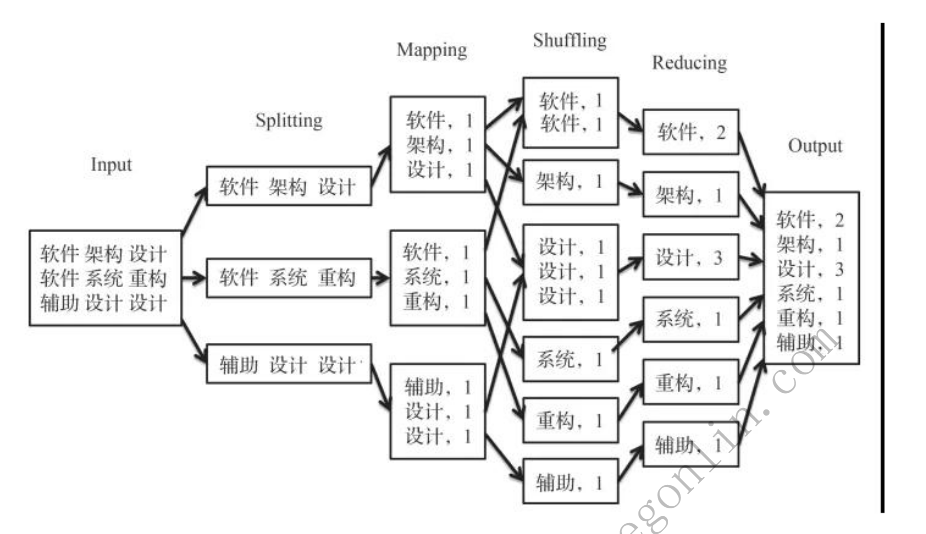 Input
软件 架构 设计
软件 系统 重构
辅助 设计 设计
Splitting
软件 架构 设计
软件 系统 重构
辅助 设计 设计
Mapping
软件，1
架构，1
设计，1
软件，1
系统，1
重构，1
辅助，1
设计，1
设计，1
Shuffling
软件，1
软件，1
架构，1
设计，1
设计，1
设计，1
系统，1
重构，1
辅助，1
Reducing
软件，2
架构，1
设计，3
系统，1
重构，1
辅助，1
Output
软件，2
架构，1
设计，3
系统，1
重构，1
辅助，1
egonlin.com